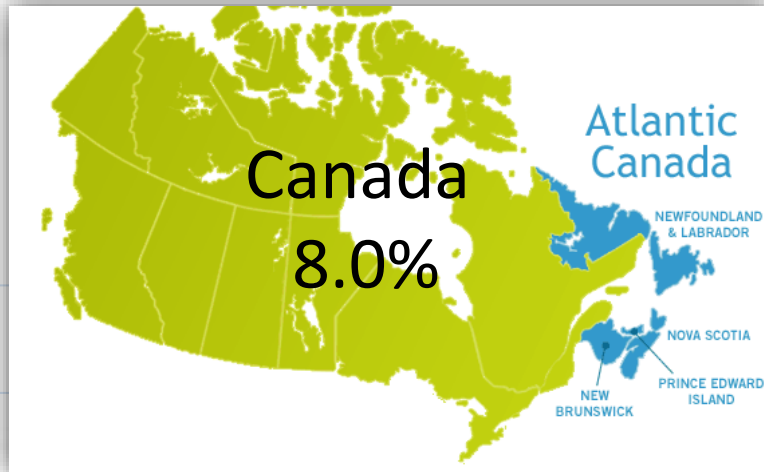 Atlantic
Canada
Canada
8.0%
NEWFOUNDLAND
& LABRADOR
NOVA SCOTIA
PRINCE EDWARD
ISLAND
NEW
BRUNSWICK